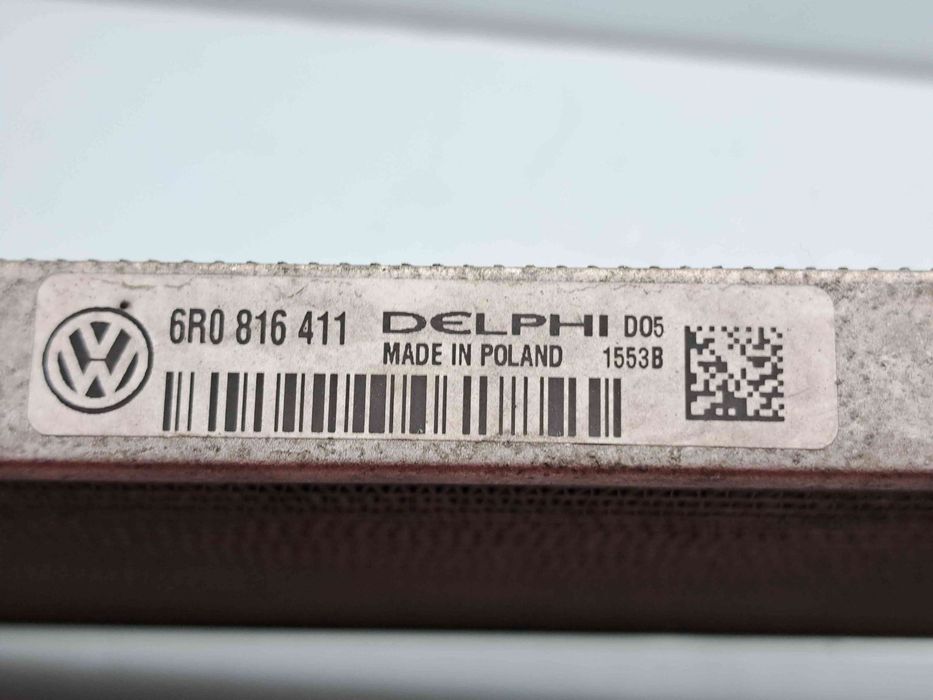 6R0 816 411 DELPHI D05
MADE IN POLAND 1553B